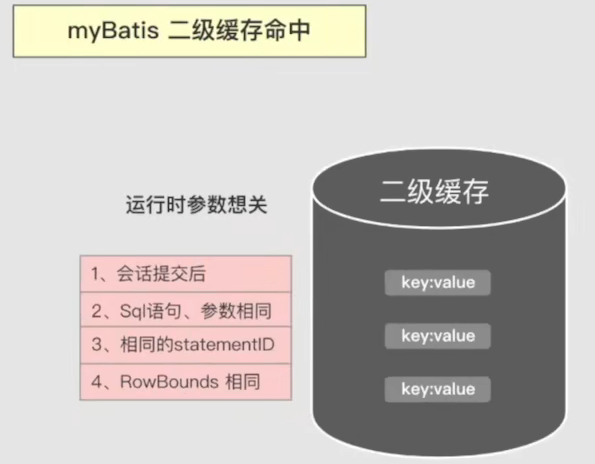 myBatis 二级缓存命中
运行时参数想关
1、会话提交后
2、Sql语句、参数相同
3、相同的statementID
4、RowBounds 相同
二级缓存
key:value
key:value
key:value